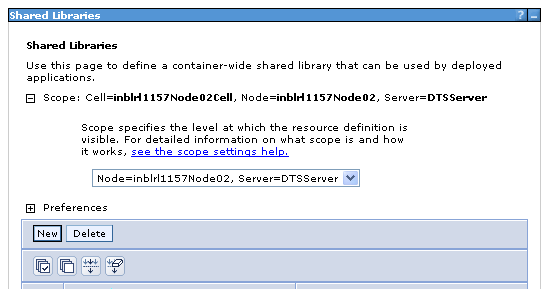 Shared Libraries ? _
Shared Libraries
Use this page to define a container-wide shared library that can be used by deployed
applications.
Scope: Cell=inblrl1157Node02Cell, Node=inblrl1157Node02, Server=DTSServer
Scope specifies the level at which the resource definition is
visible. For detailed information on what scope is and how
it works, see the scope settings help.
Node=inblrl1157Node02, Server=DTSServer
Preferences
New Delete